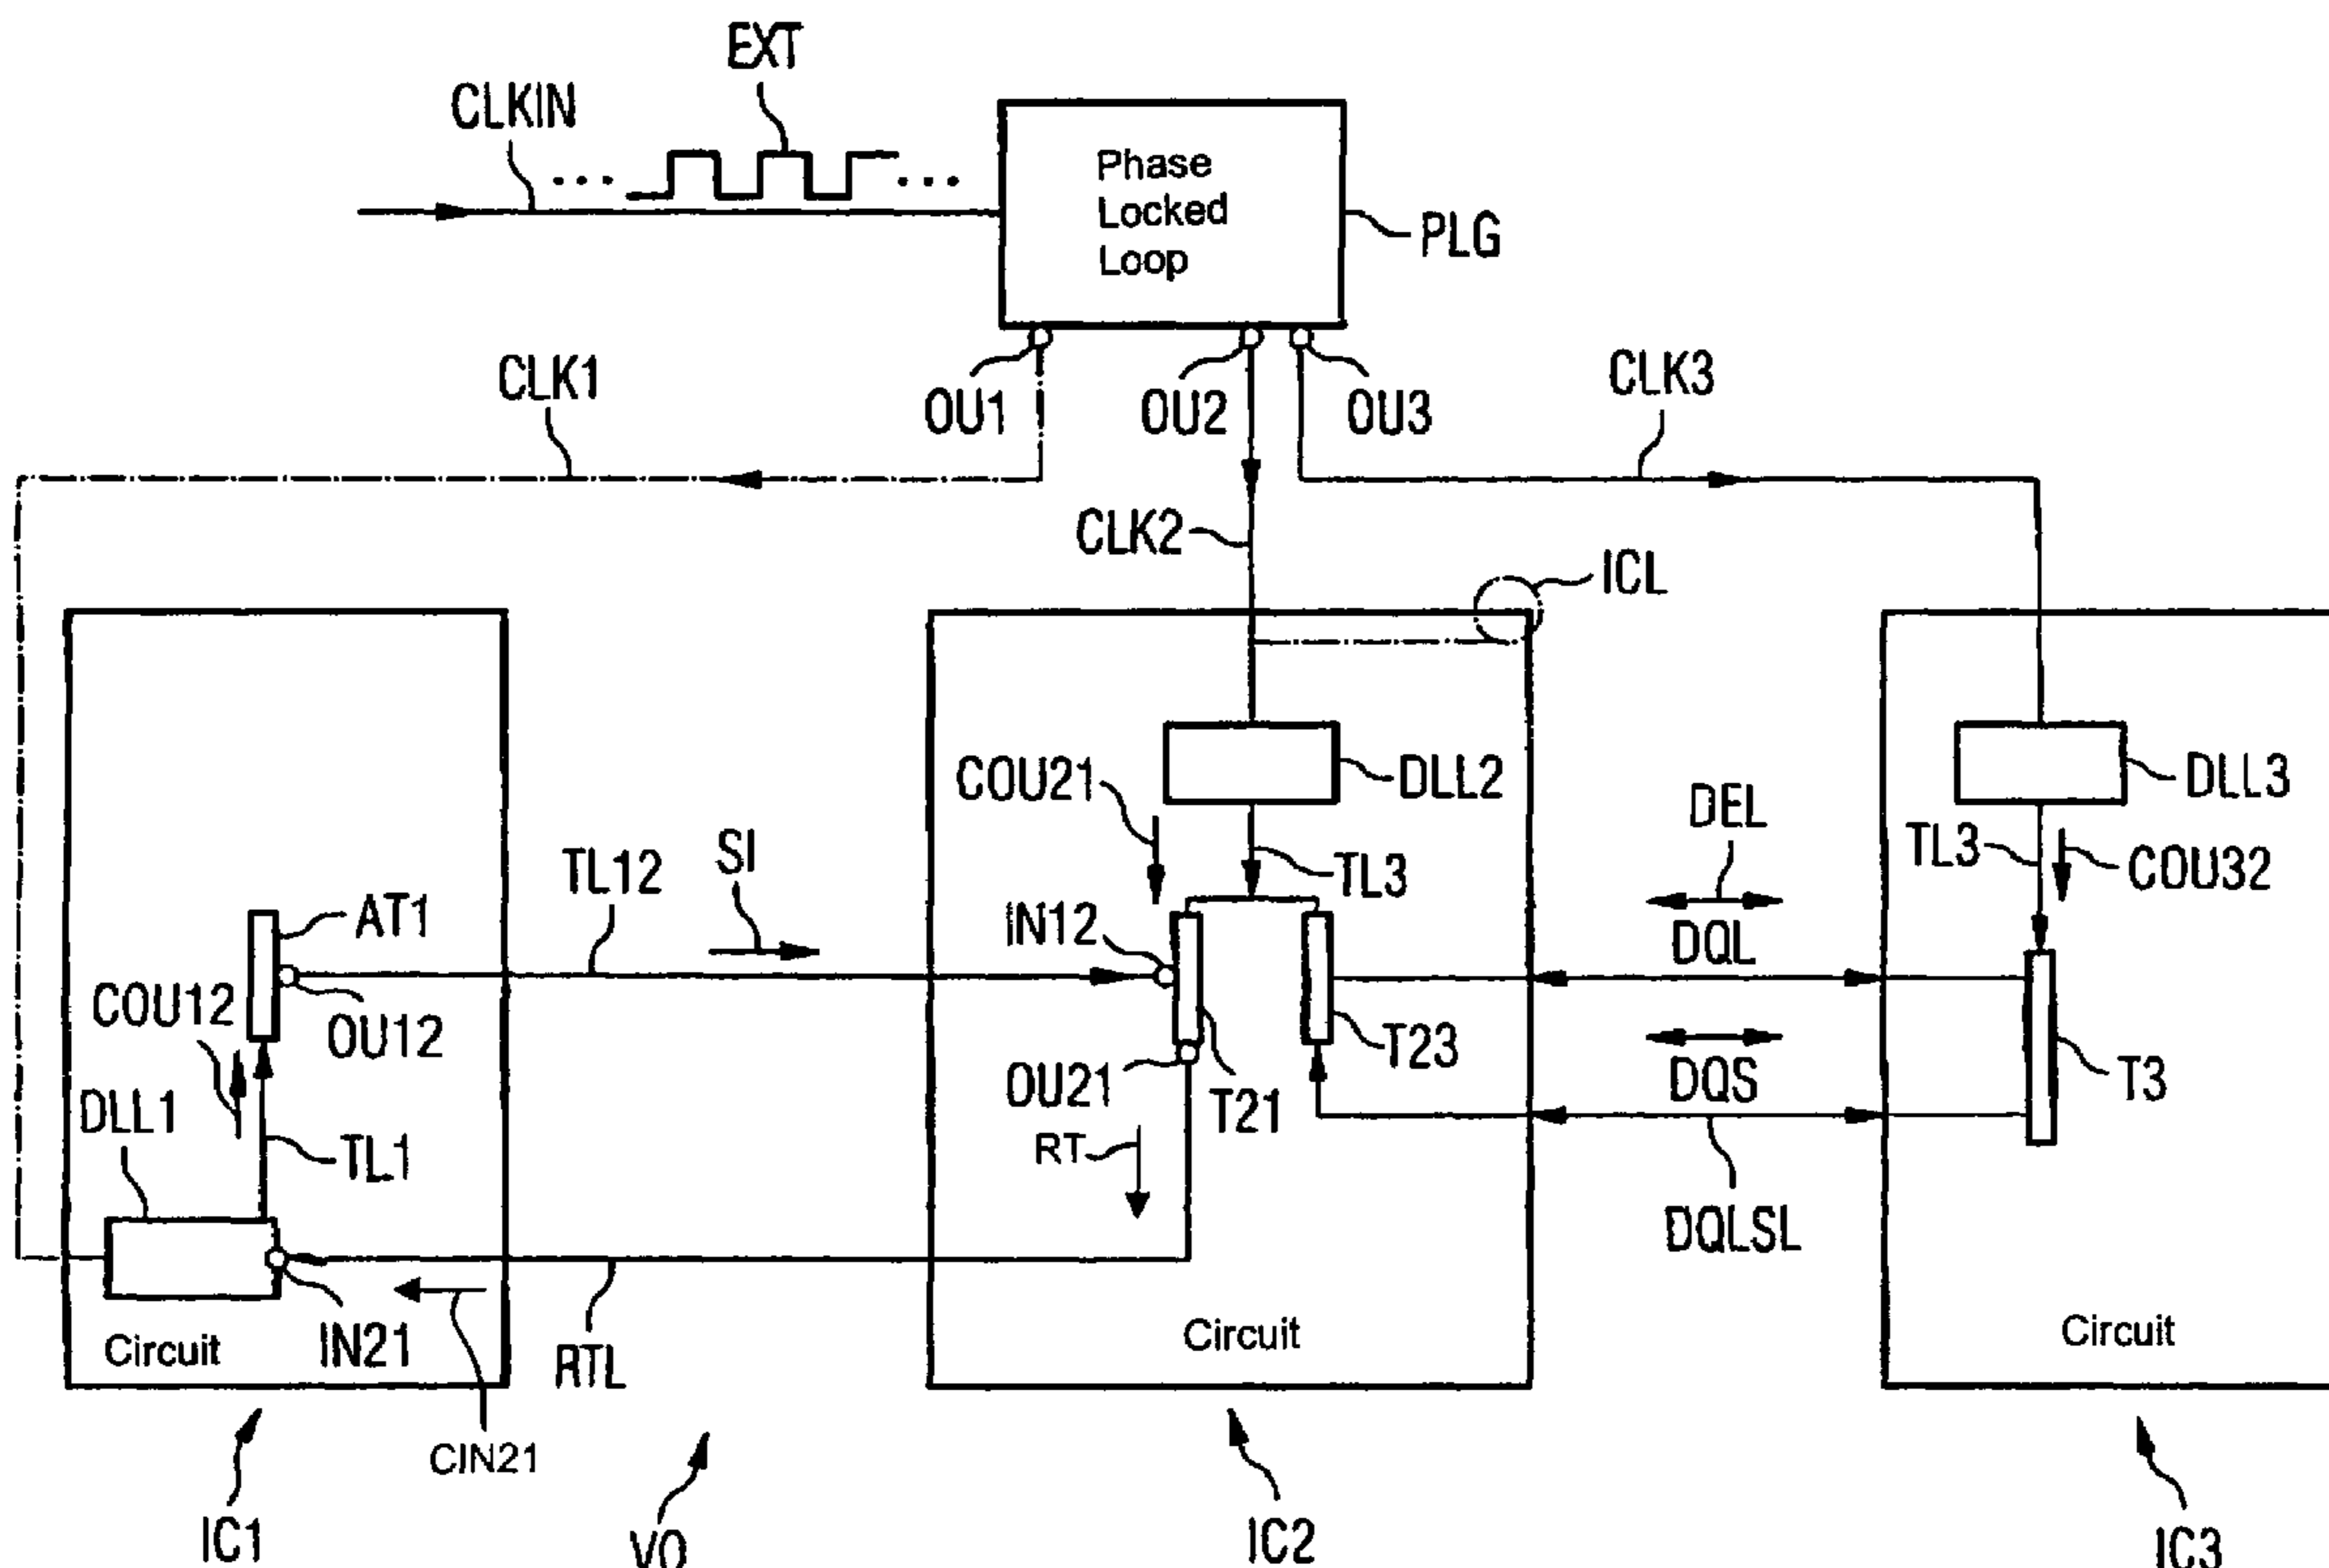 EXT
CLKIN
Phase
Locked
Loop
PLG
CLK1
OU1
OU2
OU3
CLK3
CLK2
ICL
COU21
DLL2
DLL3
DEL
TL3
COU32
TL12
SI
TL3
DQL
IN12
AT1
COU12
OU12
T23
DQS
T3
OU21
T21
DLL1
TL1
RT
DQLSL
IN21
Circuit
RTL
Circuit
Circuit
CIN21
IC1
VO
IC2
IC3